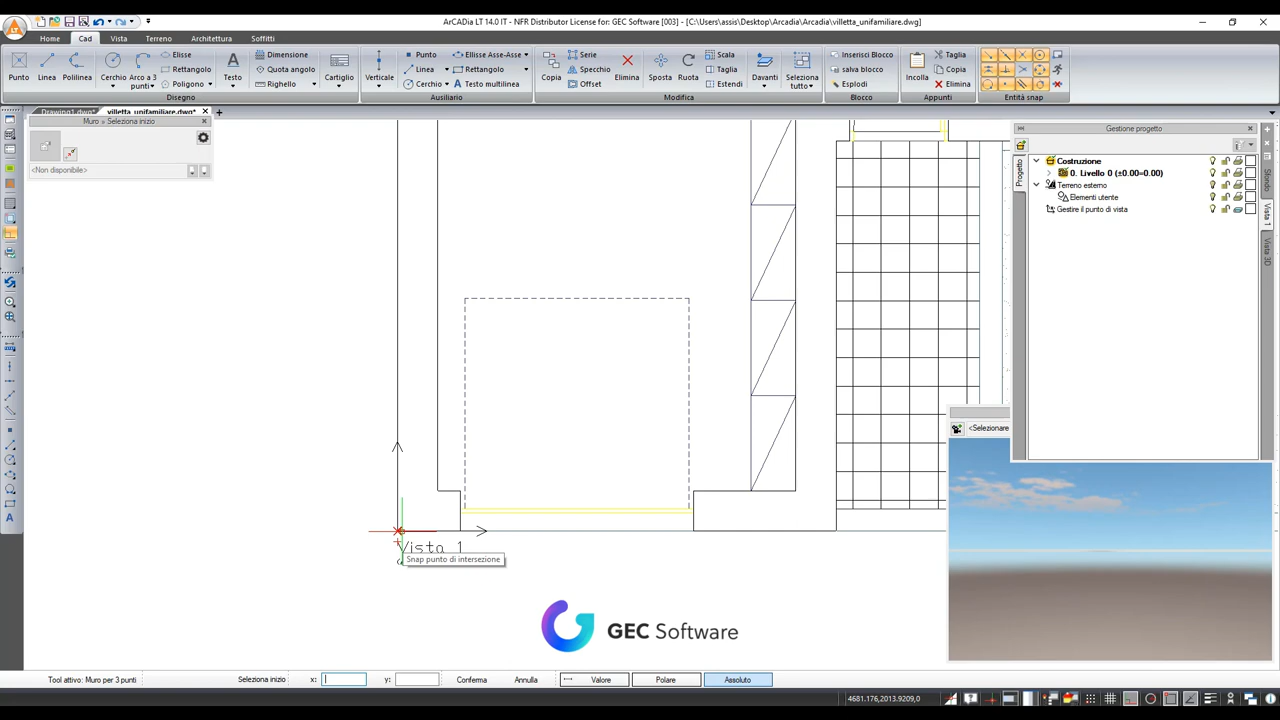 ArCADia LT 14.0 IT - NFR Distributor License for: GEC Software [003] - [C:\Users\assis\Desktop\Arcadia\Arcadia\villetta_unifamiliare.dwg]
Home Cad Vista Terreno Architettura Soffitti
Punto Linea Polilinea Cerchio Arco a 3 punti Ellisse Rettangolo Poligono Testo Dimensione Quota angolo Righello Cartiglio
Verticale Punto Linea Cerchio Ellisse Asse-Asse Rettangolo Testo multilinea
Copia Serie Specchio Offset Elimina Sposta Ruota Scala Taglia Estendi Davanti Seleziona tutto
Inserisci Blocco salva blocco Esplodi Incolla Taglia Copia Elimina
Disegno Ausiliario Modifica Blocco Appunti Entità snap
Drawing1.dwg* villetta_unifamiliare.dwg*
Muro » Seleziona inizio
<Non disponibile>
Gestione progetto
Progetto
Costruzione
0. Livello 0 (±0.00=0.00)
Terreno esterno
Elementi utente
Gestire il punto di vista
Sfondo
Vista 1
Vista 3D
<Selezionare
Vista 1
Snap punto di intersezione
GEC Software
Tool attivo: Muro per 3 punti Seleziona inizio x: y: Conferma Annulla Valore Polare Assoluto
4681.176,2013.9209,0